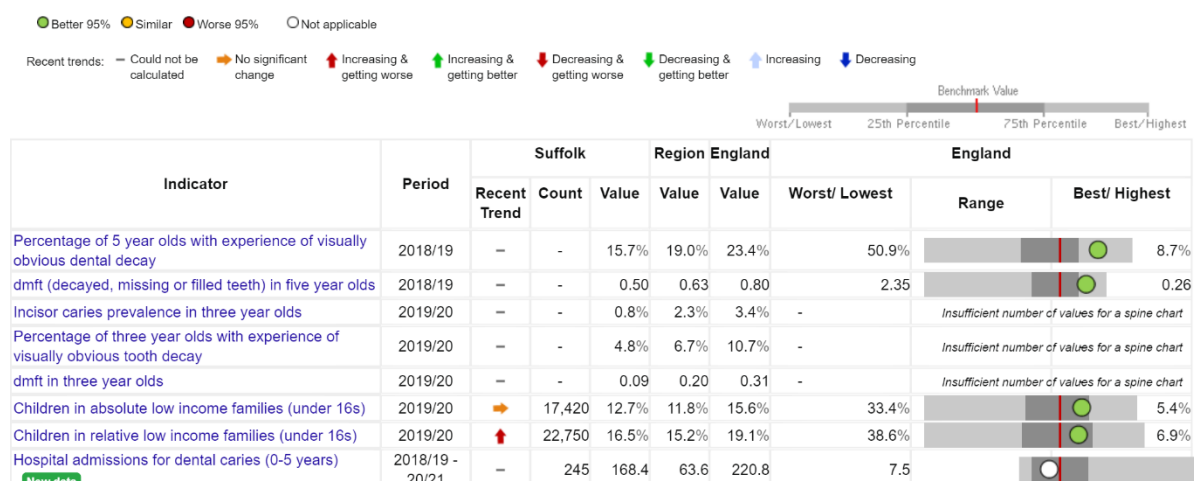 Better 95% Similar Worse 95% Not applicable
Recent trends: – Could not be calculated No significant change Increasing & getting worse Increasing & getting better Decreasing & getting worse Decreasing & getting better Increasing Decreasing
Benchmark Value
Worst/Lowest 25th Percentile 75th Percentile Best/Highest
Suffolk Region England England
Indicator Period Recent Trend Count Value Value Value Worst/ Lowest Range Best/ Highest
Percentage of 5 year olds with experience of visually
obvious dental decay 2018/19 – - 15.7% 19.0% 23.4% 50.9% 8.7%
dmft (decayed, missing or filled teeth) in five year olds 2018/19 – - 0.50 0.63 0.80 2.35 0.26
Incisor caries prevalence in three year olds 2019/20 – - 0.8% 2.3% 3.4% - Insufficient number of values for a spine chart
Percentage of three year olds with experience of
visually obvious tooth decay 2019/20 – - 4.8% 6.7% 10.7% - Insufficient number of values for a spine chart
dmft in three year olds 2019/20 – - 0.09 0.20 0.31 - Insufficient number of values for a spine chart
Children in absolute low income families (under 16s) 2019/20 17,420 12.7% 11.8% 15.6% 33.4% 5.4%
Children in relative low income families (under 16s) 2019/20 22,750 16.5% 15.2% 19.1% 38.6% 6.9%
Hospital admissions for dental caries (0-5 years) 2018/19 - 20/21 – 245 168.4 63.6 220.8 7.5
New data